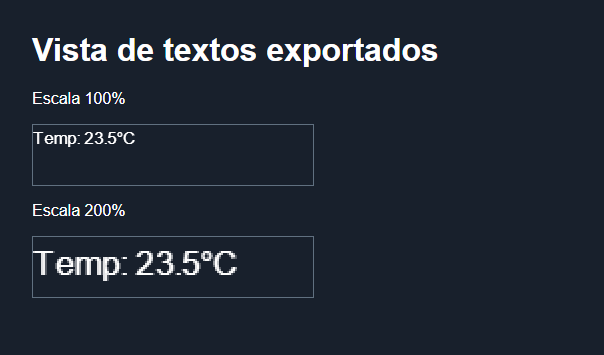 Vista de textos exportados
Escala 100%
Temp: 23.5°C
Escala 200%
Temp: 23.5°C